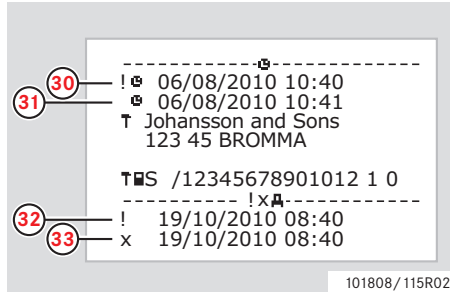 30 ! 06/08/2010 10:40
31 06/08/2010 10:41
Johansson and Sons
123 45 BROMMA
S /12345678901012 1 0
---------- !x ------------
32 ! 19/10/2010 08:40
33 x 19/10/2010 08:40
101808/115R02